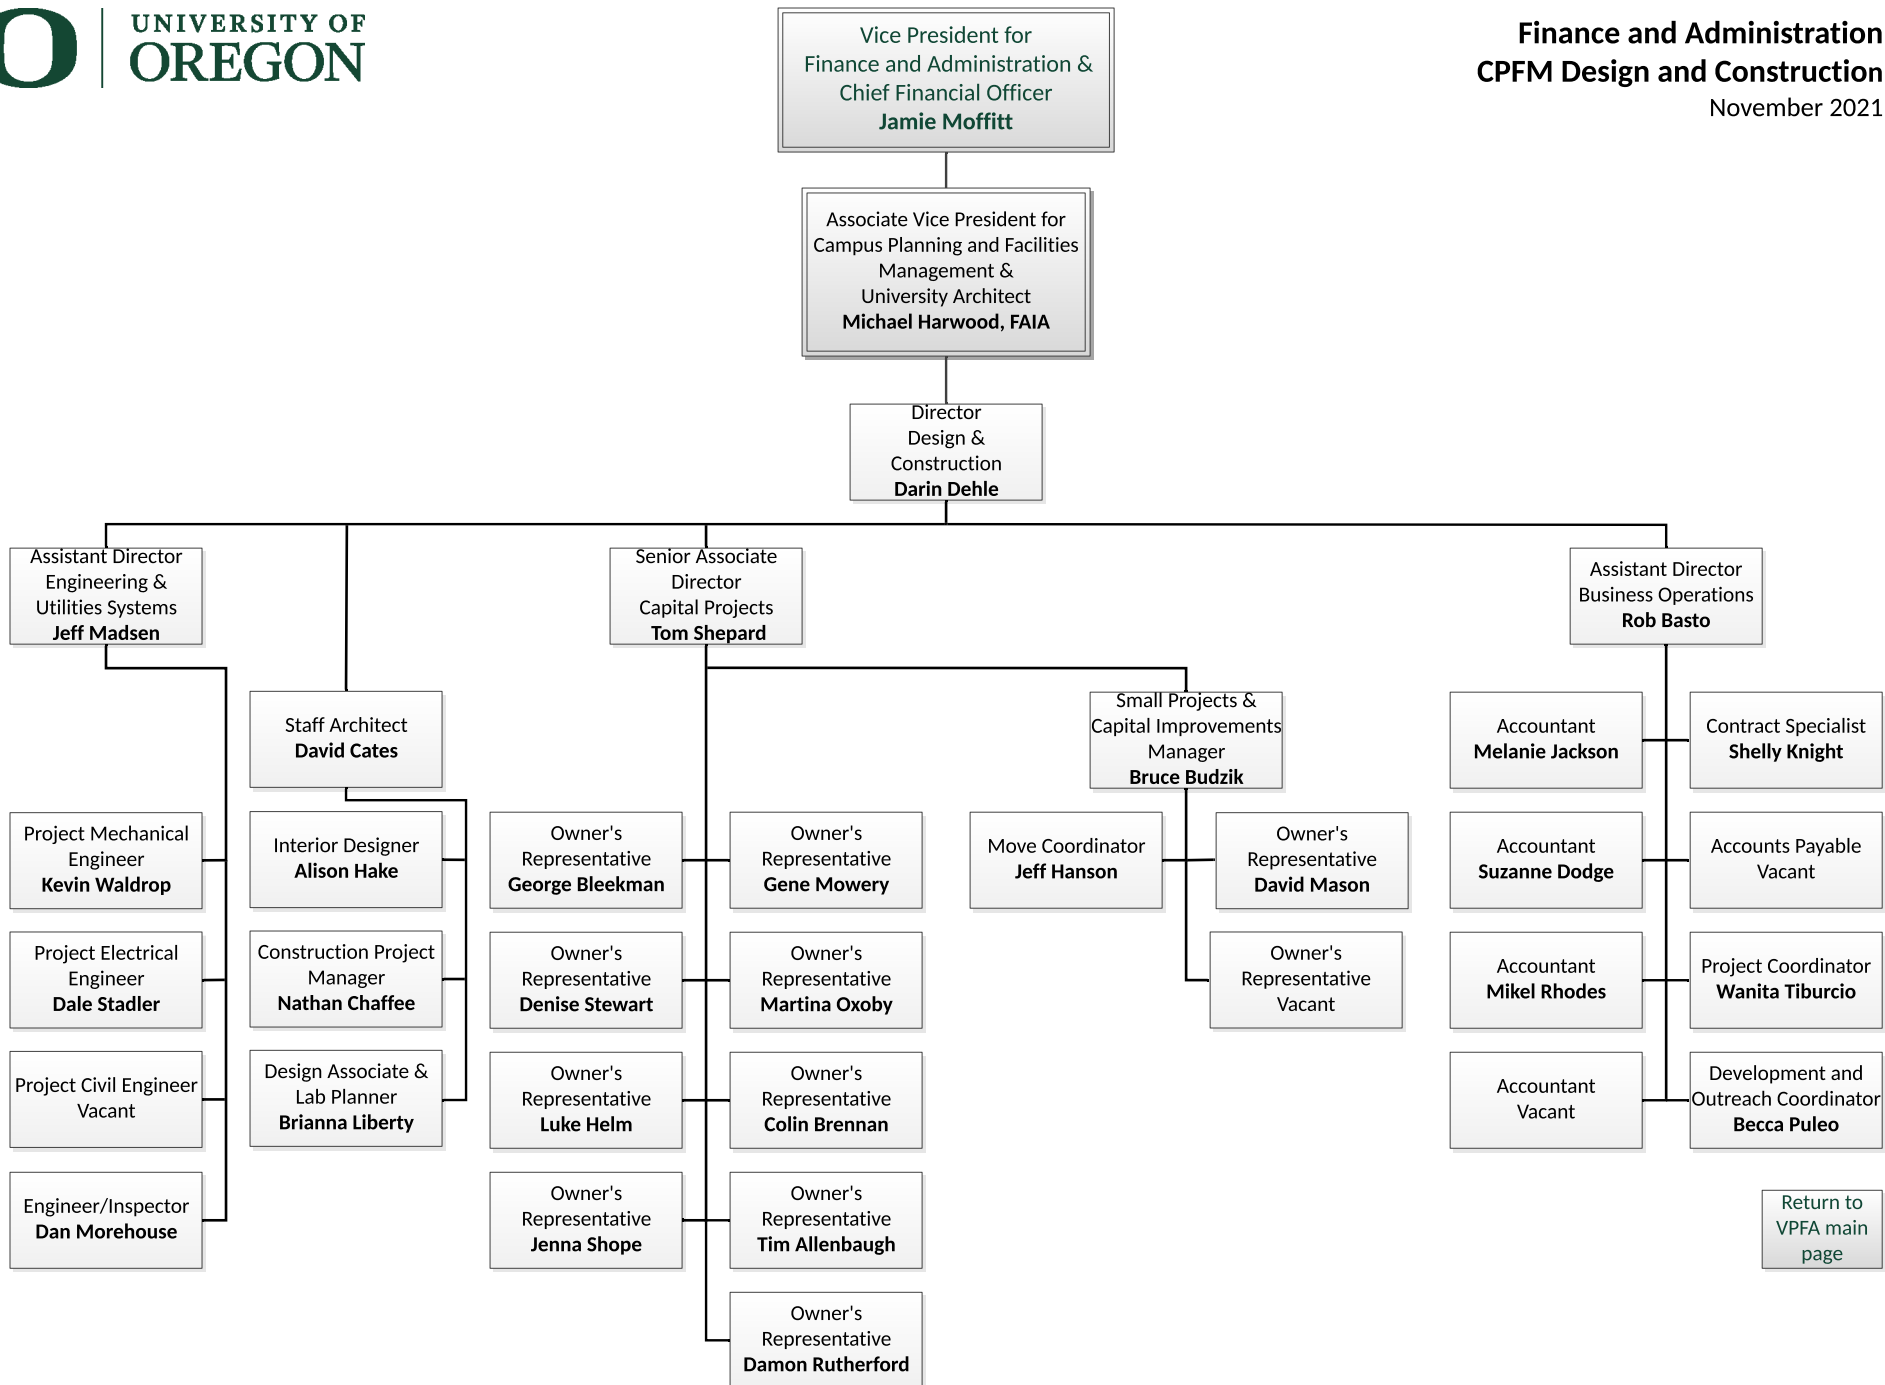 UNIVERSITY OF
OREGON
Finance and Administration
CPFM Design and Construction
November 2021
Vice President for
Finance and Administration &
Chief Financial Officer
Jamie Moffitt
Associate Vice President for
Campus Planning and Facilities
Management &
University Architect
Michael Harwood, FAIA
Director
Design &
Construction
Darin Dehle
Assistant Director
Engineering &
Utilities Systems
Jeff Madsen
Senior Associate
Director
Capital Projects
Tom Shepard
Assistant Director
Business Operations
Rob Basto
Staff Architect
David Cates
Small Projects &
Capital Improvements
Manager
Bruce Budzik
Accountant
Melanie Jackson
Contract Specialist
Shelly Knight
Project Mechanical
Engineer
Kevin Waldrop
Interior Designer
Alison Hake
Owner's
Representative
George Bleekman
Owner's
Representative
Gene Mowery
Move Coordinator
Jeff Hanson
Owner's
Representative
David Mason
Accountant
Suzanne Dodge
Accounts Payable
Vacant
Project Electrical
Engineer
Dale Stadler
Construction Project
Manager
Nathan Chaffee
Owner's
Representative
Denise Stewart
Owner's
Representative
Martina Oxoby
Owner's
Representative
Vacant
Accountant
Mikel Rhodes
Project Coordinator
Wanita Tiburcio
Project Civil Engineer
Vacant
Design Associate &
Lab Planner
Brianna Liberty
Owner's
Representative
Luke Helm
Owner's
Representative
Colin Brennan
Accountant
Vacant
Development and
Outreach Coordinator
Becca Puleo
Engineer/Inspector
Dan Morehouse
Owner's
Representative
Jenna Shope
Owner's
Representative
Tim Allenbaugh
Return to
VPFA main
page
Owner's
Representative
Damon Rutherford